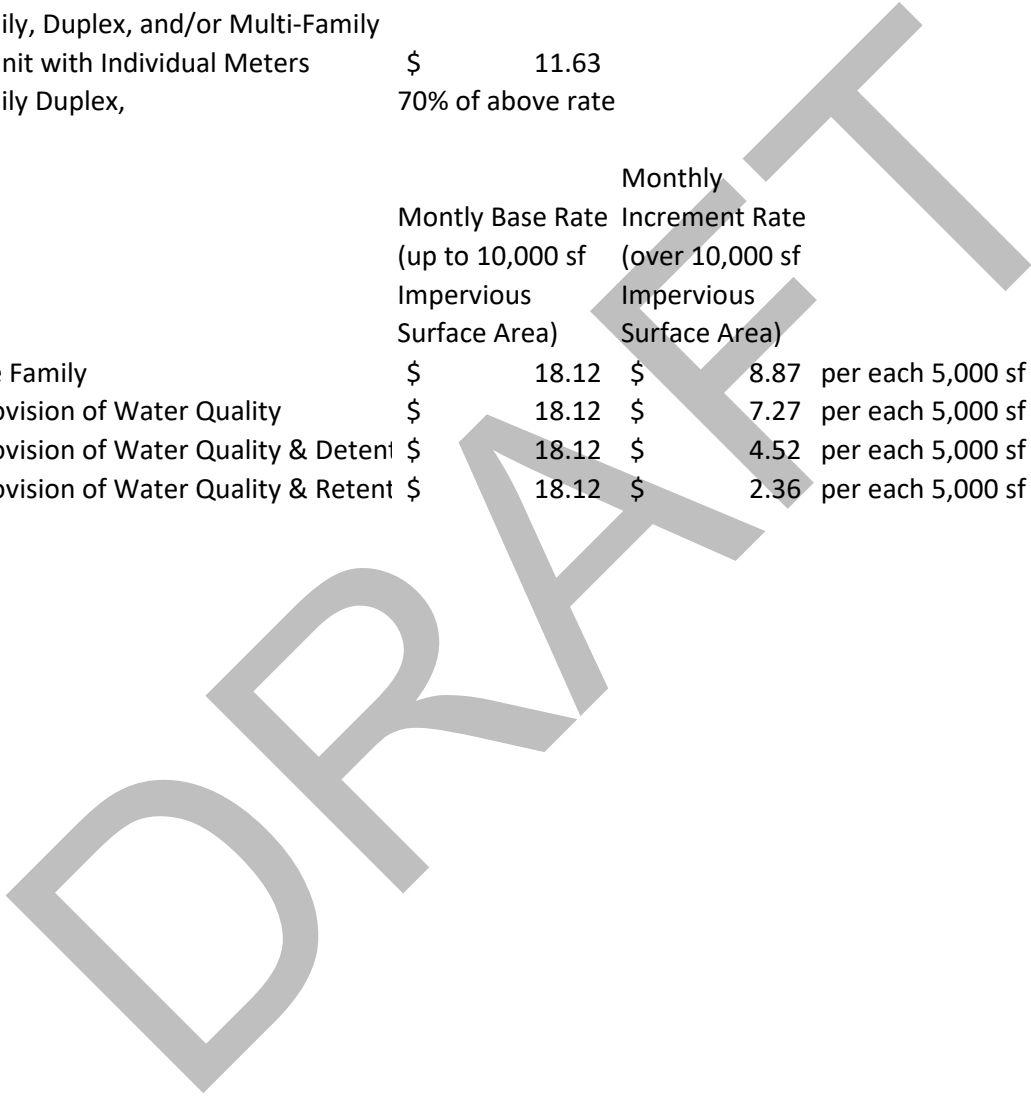 ily, Duplex, and/or Multi-Family
nit with Individual Meters $ 11.63
ily Duplex, 70% of above rate
Monthly
Montly Base Rate Increment Rate
(up to 10,000 sf (over 10,000 sf
Impervious Impervious
Surface Area) Surface Area)
e Family $ 18.12 $ 8.87 per each 5,000 sf
ovision of Water Quality $ 18.12 $ 7.27 per each 5,000 sf
ovision of Water Quality & Detent $ 18.12 $ 4.52 per each 5,000 sf
ovision of Water Quality & Retent $ 18.12 $ 2.36 per each 5,000 sf
DRAFT